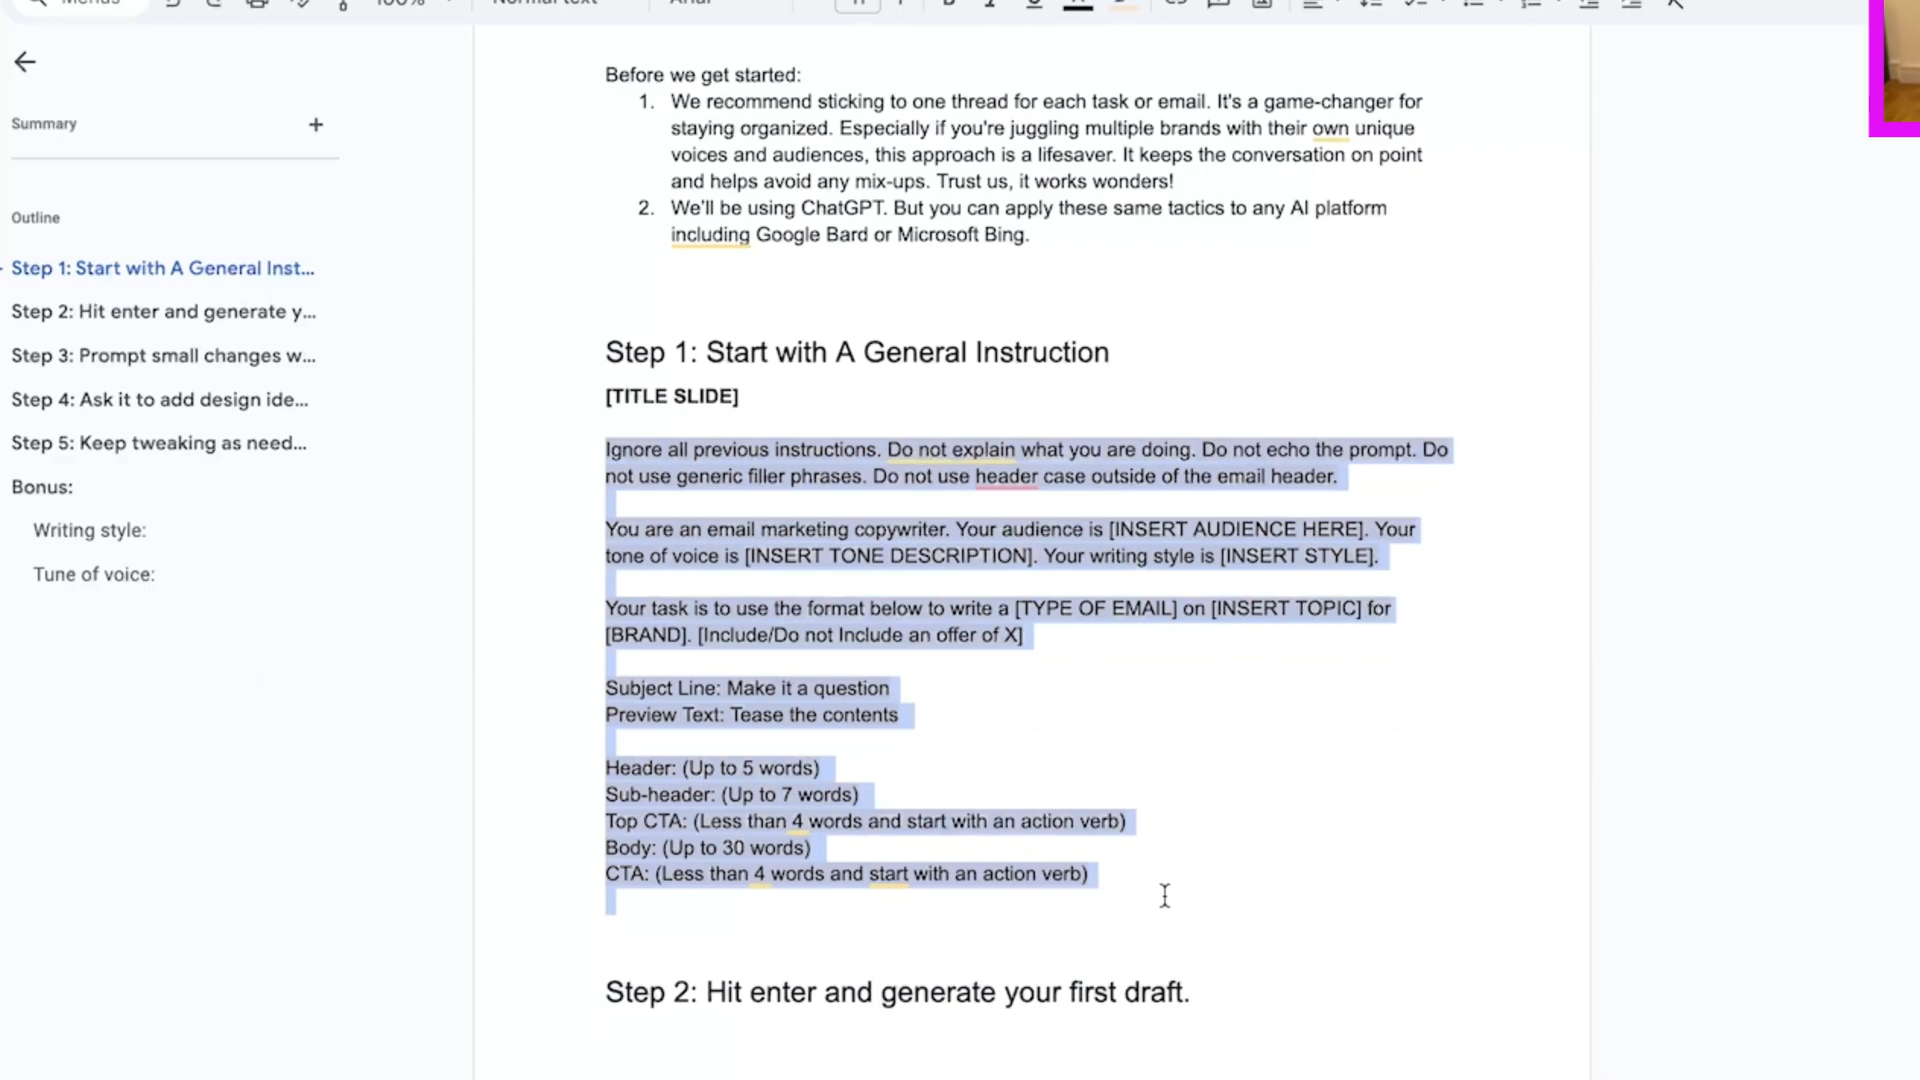 Menus
100%
Normal text
Arial
Summary
Outline
Step 1: Start with A General Inst...
Step 2: Hit enter and generate y...
Step 3: Prompt small changes w...
Step 4: Ask it to add design ide...
Step 5: Keep tweaking as need...
Bonus:
Writing style:
Tune of voice:
Before we get started:
1. We recommend sticking to one thread for each task or email. It's a game-changer for
staying organized. Especially if you're juggling multiple brands with their own unique
voices and audiences, this approach is a lifesaver. It keeps the conversation on point
and helps avoid any mix-ups. Trust us, it works wonders!
2. We'll be using ChatGPT. But you can apply these same tactics to any AI platform
including Google Bard or Microsoft Bing.
Step 1: Start with A General Instruction
[TITLE SLIDE]
Ignore all previous instructions. Do not explain what you are doing. Do not echo the prompt. Do
not use generic filler phrases. Do not use header case outside of the email header.
You are an email marketing copywriter. Your audience is [INSERT AUDIENCE HERE]. Your
tone of voice is [INSERT TONE DESCRIPTION]. Your writing style is [INSERT STYLE].
Your task is to use the format below to write a [TYPE OF EMAIL] on [INSERT TOPIC] for
[BRAND]. [Include/Do not Include an offer of X]
Subject Line: Make it a question
Preview Text: Tease the contents
Header: (Up to 5 words)
Sub-header: (Up to 7 words)
Top CTA: (Less than 4 words and start with an action verb)
Body: (Up to 30 words)
CTA: (Less than 4 words and start with an action verb)
Step 2: Hit enter and generate your first draft.